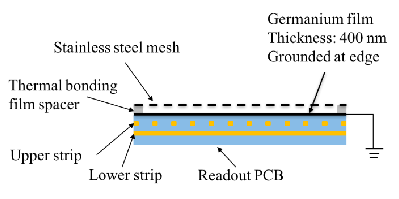 Germanium film
Thickness: 400 nm
Grounded at edge
Stainless steel mesh
Thermal bonding
film spacer
Upper strip
Lower strip
Readout PCB